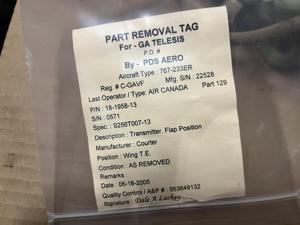 PART REMOVAL TAG
For - GA TELESIS
P.O. #
By - PDS AERO
Aircraft Type : 767-233ER
Reg. # C-GAVF Mfg. S/N : 22528
Last Operator / Type: AIR CANADA Part 129
P/N : 18-1958-13
S/N : 0571
Spec. : S256T007-13
Description : Transmitter, Flap Position
Manufacturer : Courter
Position : Wing T.E.
Condition : AS REMOVED
Remarks :
Date : 06-18-2005
Quality Control / A&P # : 563649132
Signature : Dale A Lackey